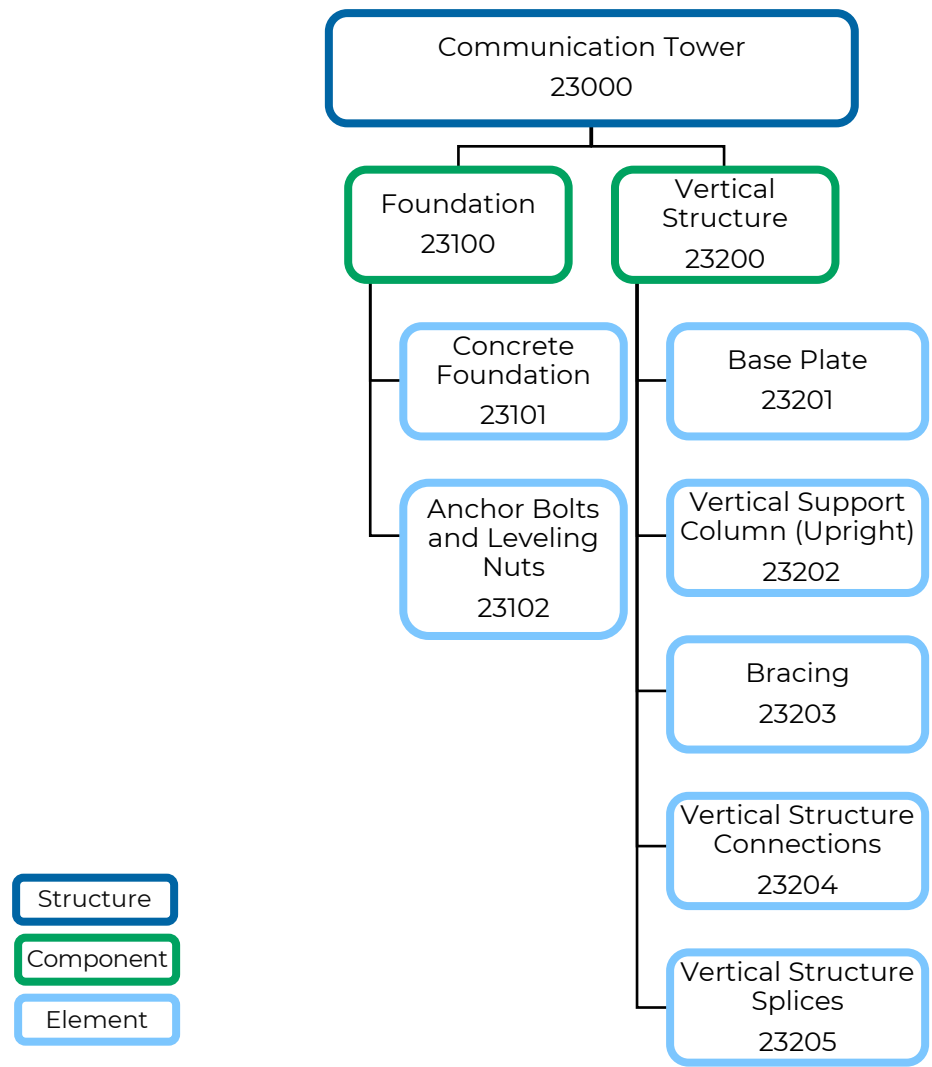 Communication Tower
23000
Foundation
23100
Vertical
Structure
23200
Concrete
Foundation
23101
Anchor Bolts
and Leveling
Nuts
23102
Base Plate
23201
Vertical Support
Column (Upright)
23202
Bracing
23203
Vertical Structure
Connections
23204
Vertical Structure
Splices
23205
Structure
Component
Element